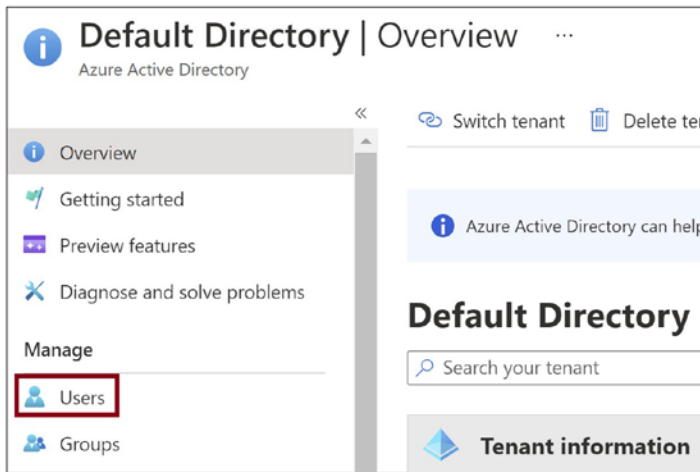 Default Directory | Overview ...
Azure Active Directory
«
Switch tenant Delete
Overview
Getting started
Azure Active Directory can
Preview features
Diagnose and solve problems
Default Directory
Manage
Search your tenant
Users
Groups
Tenant information